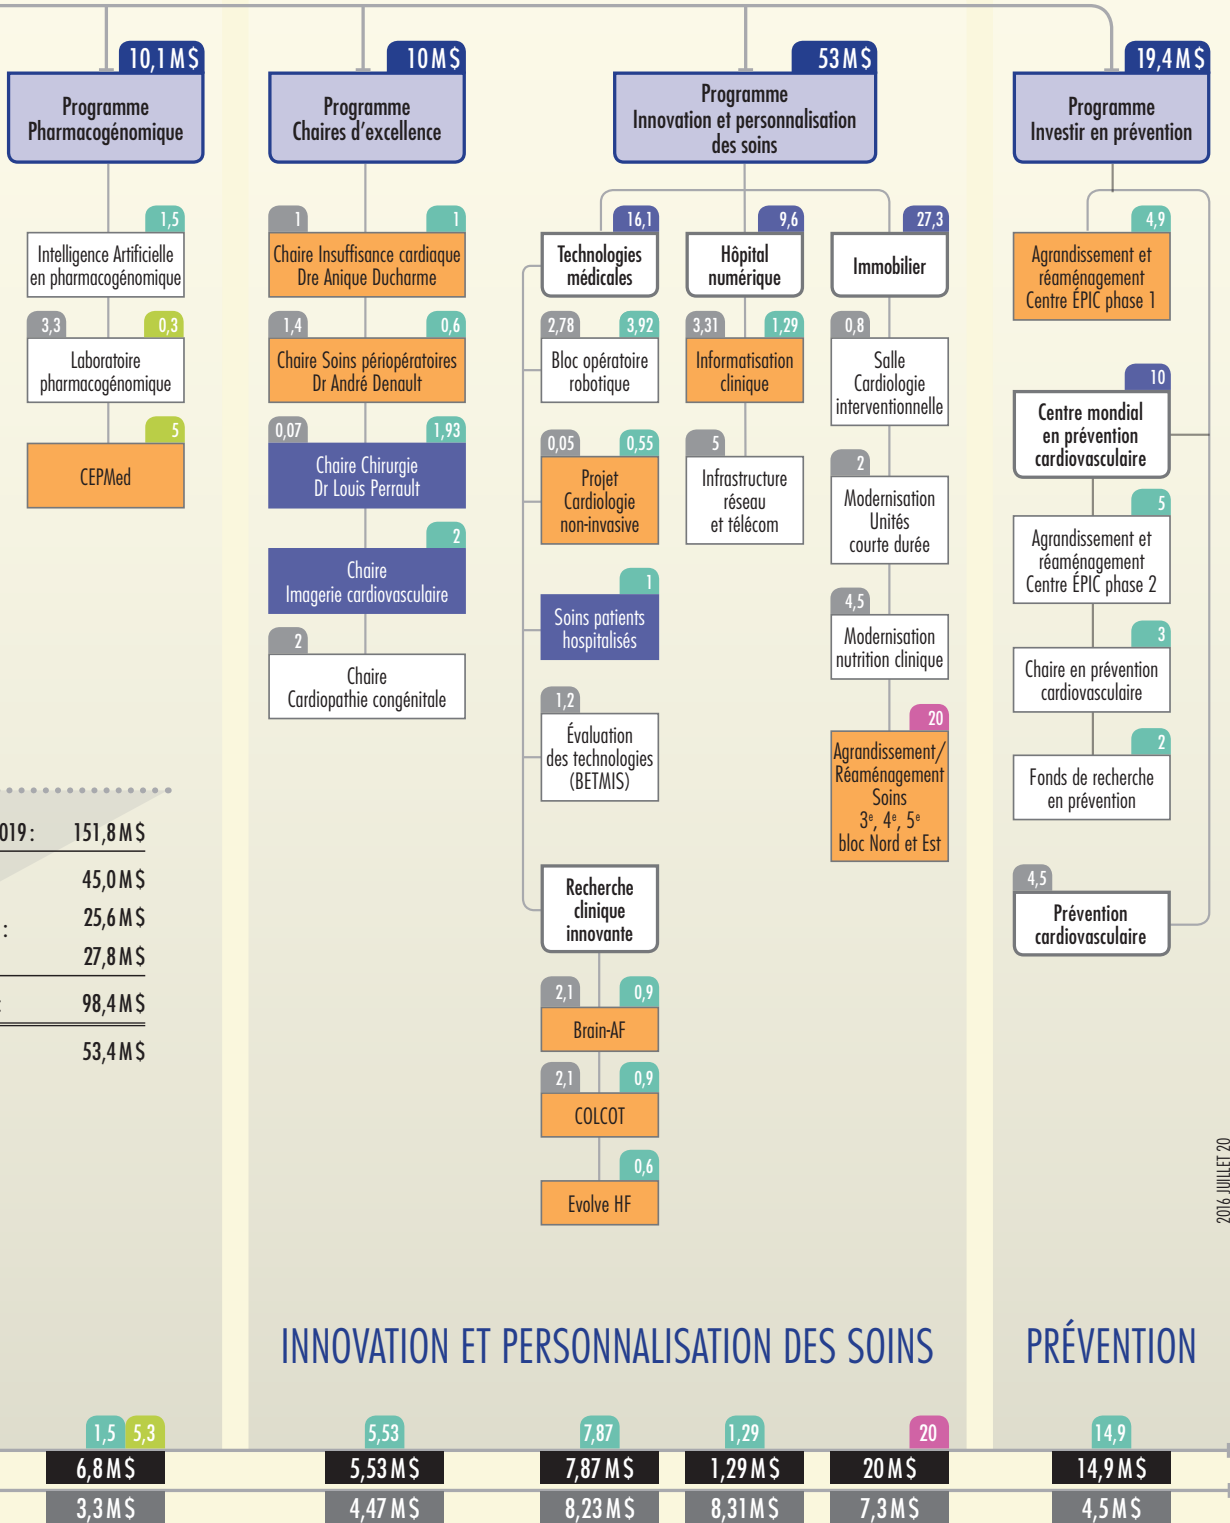 10,1 M$
Programme
Pharmacogénomique
1,5
Intelligence Artificielle
en pharmacogénomique
3,3
0,3
Laboratoire
pharmacogénomique
5
CEPMed
019 :
151,8 M$
45,0 M$
:
25,6 M$
27,8 M$
:
98,4 M$
53,4 M$
10 M$
Programme
Chaires d’excellence
1
1
Chaire Insuffisance cardiaque
Dre Anique Ducharme
1,4
0,6
Chaire Soins périopératoires
Dr André Denault
0,07
1,93
Chaire Chirurgie
Dr Louis Perrault
2
Chaire
Imagerie cardiovasculaire
2
Chaire
Cardiopathie congénitale
53 M$
Programme
Innovation et personnalisation
des soins
16,1
Technologies
médicales
2,78
3,92
Bloc opératoire
robotique
0,05
0,55
Projet
Cardiologie
non-invasive
1
Soins patients
hospitalisés
1,2
Évaluation
des technologies
(BETMIS)
Recherche
clinique
innovante
2,1
0,9
Brain-AF
2,1
0,9
COLCOT
0,6
Evolve HF
9,6
Hôpital
numérique
3,31
1,29
Informatisation
clinique
5
Infrastructure
réseau
et télécom
27,3
Immobilier
0,8
Salle
Cardiologie
interventionnelle
2
Modernisation
Unités
courte durée
4,5
Modernisation
nutrition clinique
20
Agrandissement/
Réaménagement
Soins
3e, 4e, 5e
bloc Nord et Est
19,4 M$
Programme
Investir en prévention
4,9
Agrandissement et
réaménagement
Centre ÉPIC phase 1
10
Centre mondial
en prévention
cardiovasculaire
5
Agrandissement et
réaménagement
Centre ÉPIC phase 2
3
Chaire en prévention
cardiovasculaire
2
Fonds de recherche
en prévention
4,5
Prévention
cardiovasculaire
2016 JUILLET 20
INNOVATION ET PERSONNALISATION DES SOINS
PRÉVENTION
1,5 5,3
5,53
7,87
1,29
20
14,9
6,8 M$
5,53 M$
7,87 M$
1,29 M$
20 M$
14,9 M$
3,3 M$
4,47 M$
8,23 M$
8,31 M$
7,3 M$
4,5 M$